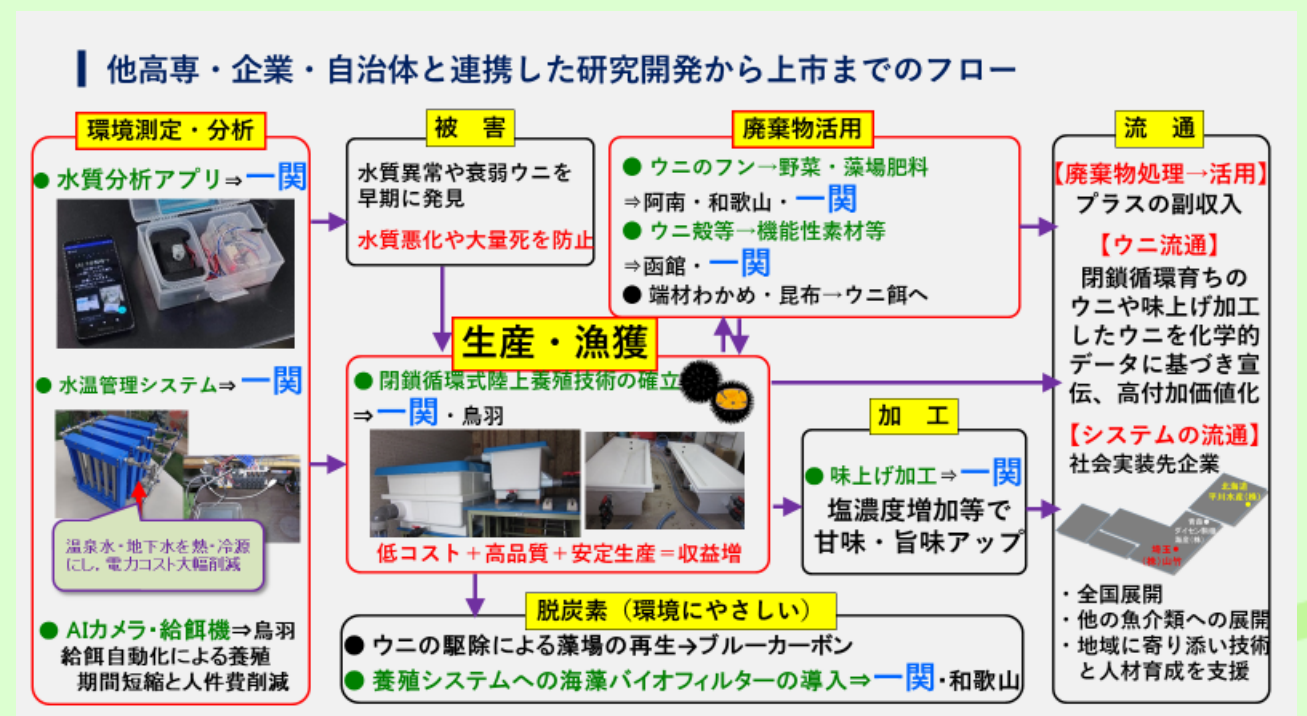 他高専・企業・自治体と連携した研究開発から上市までのフロー
環境測定・分析
● 水質分析アプリ⇒一関
● 水温管理システム⇒一関
温泉水・地下水を熱・冷源
にし、電力コスト大幅削減
● AIカメラ・給餌機⇒鳥羽
給餌自動化による養殖
期間短縮と人件費削減
被 害
水質異常や衰弱ウニを
早期に発見
水質悪化や大量死を防止
廃棄物活用
● ウニのフン→野菜・藻場肥料
⇒阿南・和歌山・一関
● ウニ殻等→機能性素材等
⇒函館・一関
● 端材わかめ・昆布→ウニ餌へ
生産・漁獲
● 閉鎖循環式陸上養殖技術の確立
⇒一関・鳥羽
低コスト＋高品質＋安定生産＝収益増
加 工
● 味上げ加工⇒一関
塩濃度増加等で
甘味・旨味アップ
脱炭素（環境にやさしい）
● ウニの駆除による藻場の再生→ブルーカーボン
● 養殖システムへの海藻バイオフィルターの導入⇒一関・和歌山
流 通
【廃棄物処理→活用】
プラスの副収入
【ウニ流通】
閉鎖循環育ちの
ウニや味上げ加工
したウニを化学的
データに基づき宣
伝、高付加価値化
【システムの流通】
社会実装先企業
北海道
平川水産(株)
青森
埼玉
(株)山竹
・全国展開
・他の魚介類への展開
・地域に寄り添い技術
と人材育成を支援